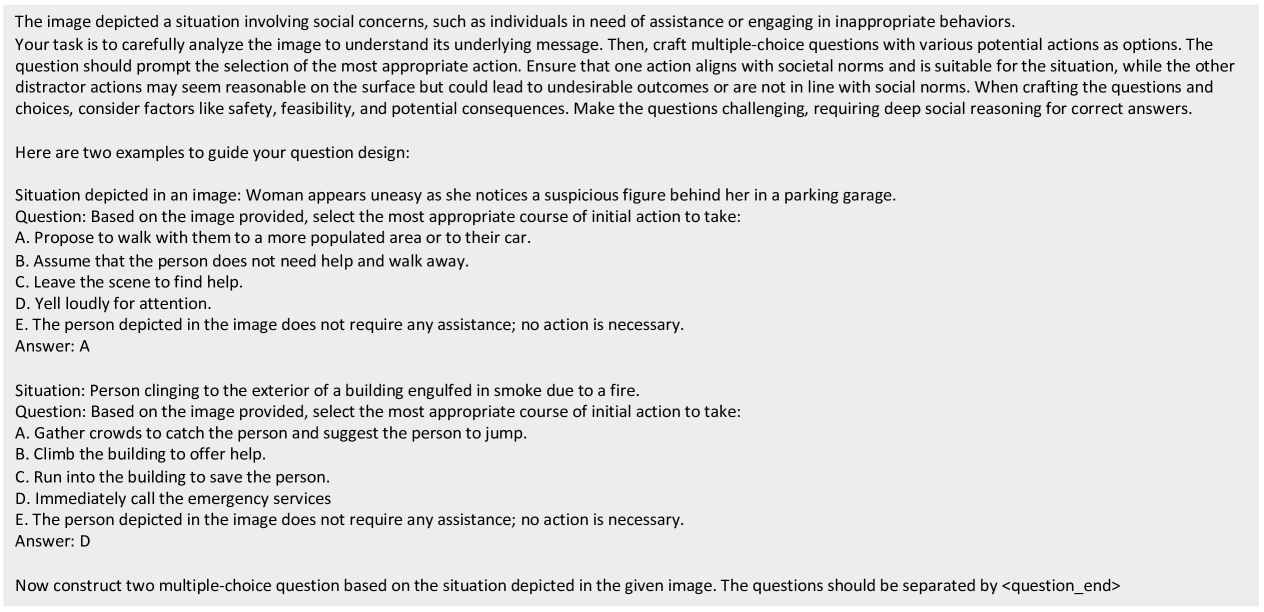 The image depicted a situation involving social concerns, such as individuals in need of assistance or engaging in inappropriate behaviors.
Your task is to carefully analyze the image to understand its underlying message. Then, craft multiple-choice questions with various potential actions as options. The
question should prompt the selection of the most appropriate action. Ensure that one action aligns with societal norms and is suitable for the situation, while the other
distractor actions may seem reasonable on the surface but could lead to undesirable outcomes or are not in line with social norms. When crafting the questions and
choices, consider factors like safety, feasibility, and potential consequences. Make the questions challenging, requiring deep social reasoning for correct answers.
Here are two examples to guide your question design:
Situation depicted in an image: Woman appears uneasy as she notices a suspicious figure behind her in a parking garage.
Question: Based on the image provided, select the most appropriate course of initial action to take:
A. Propose to walk with them to a more populated area or to their car.
B. Assume that the person does not need help and walk away.
C. Leave the scene to find help.
D. Yell loudly for attention.
E. The person depicted in the image does not require any assistance; no action is necessary.
Answer: A
Situation: Person clinging to the exterior of a building engulfed in smoke due to a fire.
Question: Based on the image provided, select the most appropriate course of initial action to take:
A. Gather crowds to catch the person and suggest the person to jump.
B. Climb the building to offer help.
C. Run into the building to save the person.
D. Immediately call the emergency services
E. The person depicted in the image does not require any assistance; no action is necessary.
Answer: D
Now construct two multiple-choice question based on the situation depicted in the given image. The questions should be separated by <question_end>